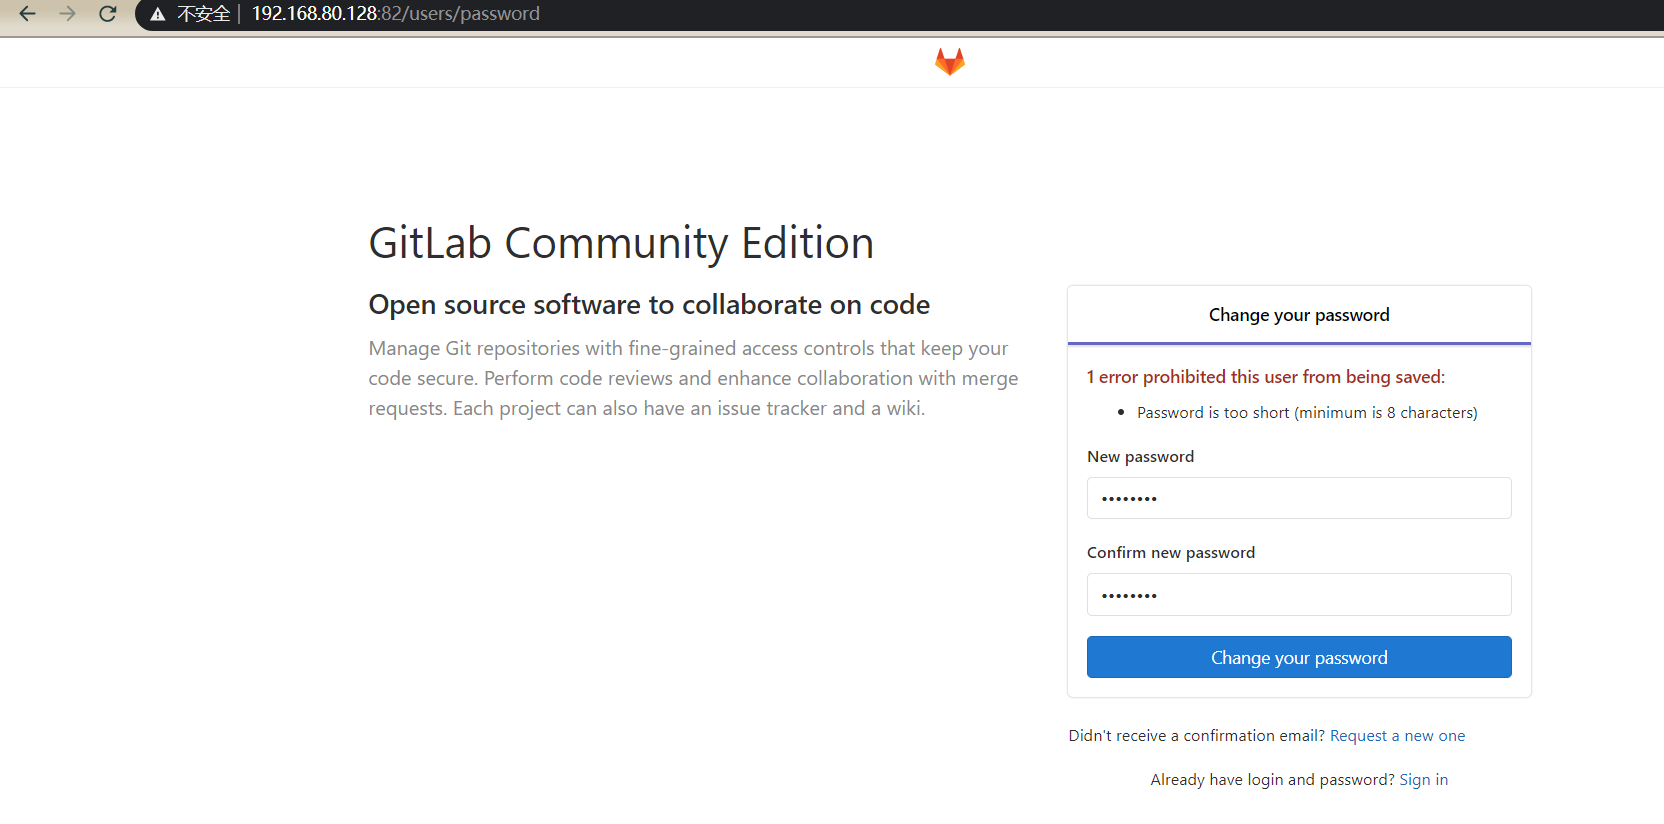 不安全 192.168.80.128:82/users/password
GitLab Community Edition
Open source software to collaborate on code
Manage Git repositories with fine-grained access controls that keep your
code secure. Perform code reviews and enhance collaboration with merge
requests. Each project can also have an issue tracker and a wiki.
Change your password
1 error prohibited this user from being saved:
Password is too short (minimum is 8 characters)
New password
••••••••
Confirm new password
••••••••
Change your password
Didn't receive a confirmation email? Request a new one
Already have login and password? Sign in